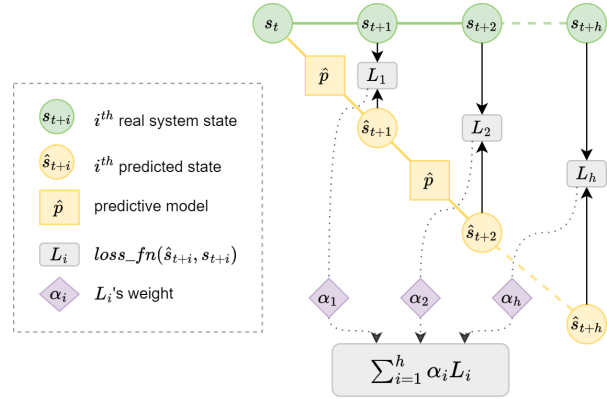 s_t s_{t+1} s_{t+2} s_{t+h}
p̂ L_1
s_{t+i} i^{th} real system state
ŝ_{t+1} L_2
ŝ_{t+i} i^{th} predicted state
p̂ L_h
p̂ predictive model
ŝ_{t+2}
L_i loss_fn(ŝ_{t+i}, s_{t+i})
α_i L_i's weight
α_1 α_2 α_h
ŝ_{t+h}
∑_{i=1}^{h} α_i L_i